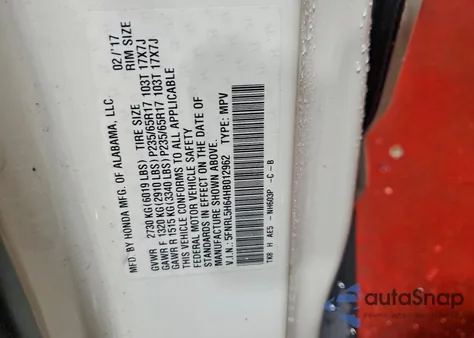 MFD. BY HONDA MFG. OF ALABAMA, LLC 02/'17
TIRE SIZE RIM SIZE
GVWR 2730 KG (6019 LBS)
GAWR F 1320 KG (2910 LBS) P235/65R17 103T 17X7J
GAWR R 1515 KG (3340 LBS) P235/65R17 103T 17X7J
THIS VEHICLE CONFORMS TO ALL APPLICABLE
FEDERAL MOTOR VEHICLE SAFETY
STANDARDS IN EFFECT ON THE DATE OF
MANUFACTURE SHOWN ABOVE.
V.I.N.: 5FNRL5H64HB012962 TYPE: MPV
TK8 H AE5 - NH603P -C-B
autoSnap